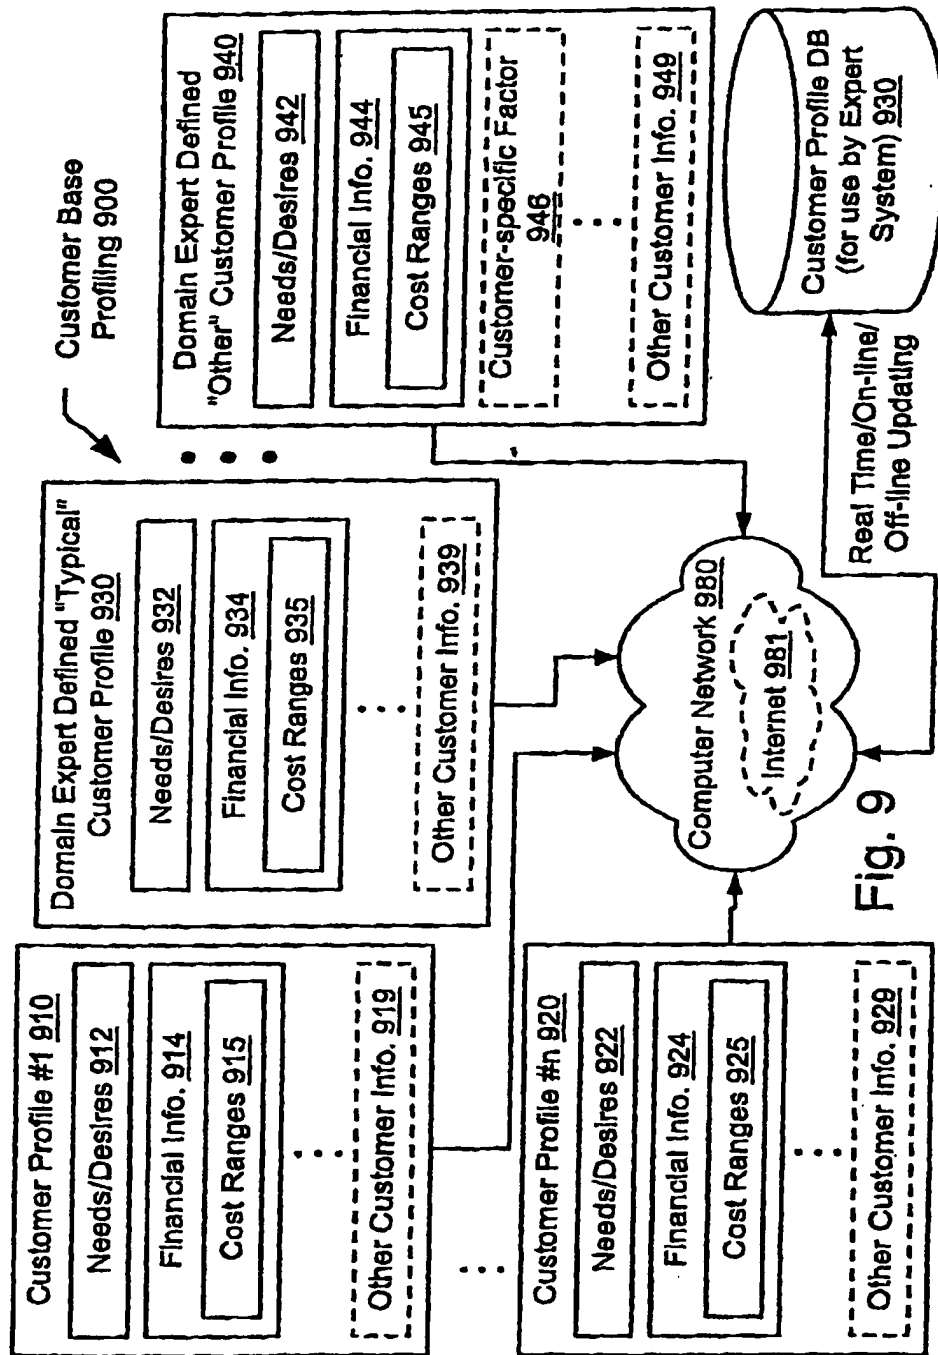 Customer Base
Profiling 900
Customer Profile #1 910
Needs/Desires 912
Financial Info. 914
Cost Ranges 915
Other Customer Info. 919
Domain Expert Defined "Typical"
Customer Profile 930
Needs/Desires 932
Financial Info. 934
Cost Ranges 935
Other Customer Info. 939
Domain Expert Defined
"Other" Customer Profile 940
Needs/Desires 942
Financial Info. 944
Cost Ranges 945
Customer-specific Factor
946
Other Customer Info. 949
Customer Profile #n 920
Needs/Desires 922
Financial Info. 924
Cost Ranges 925
Other Customer Info. 929
Computer Network 980
Internet 981
Real Time/On-line/
Off-line Updating
Customer Profile DB
(for use by Expert
System) 930
Fig. 9